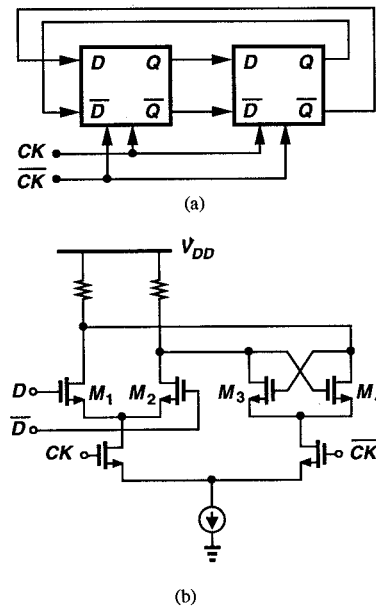 D Q D Q
D̅ Q̅ D̅ Q̅
CK
C̅K̅
(a)
V_DD
D M₁ M₂ M₃
D̅
CK C̅K̅
(b)